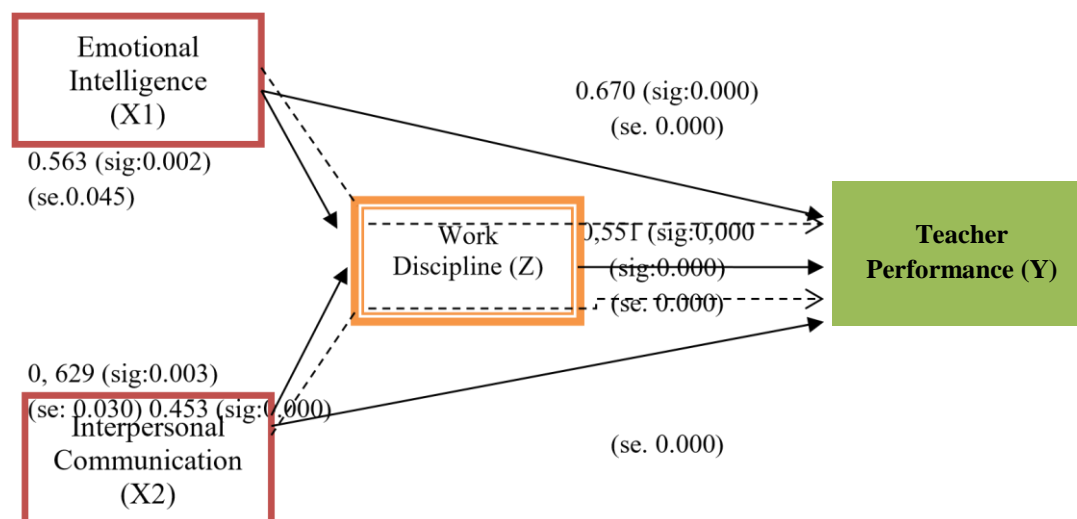 Emotional
Intelligence
(X1)
0.670 (sig:0.000)
(se. 0.000)
0.563 (sig:0.002)
(se.0.045)
Work
Discipline (Z)
0,551 (sig:0,000
(sig:0.000)
(se. 0.000)
Teacher
Performance (Y)
0, 629 (sig:0.003)
(se: 0.030) 0.453 (sig:0,000)
Interpersonal
Communication
(X2)
(se. 0.000)